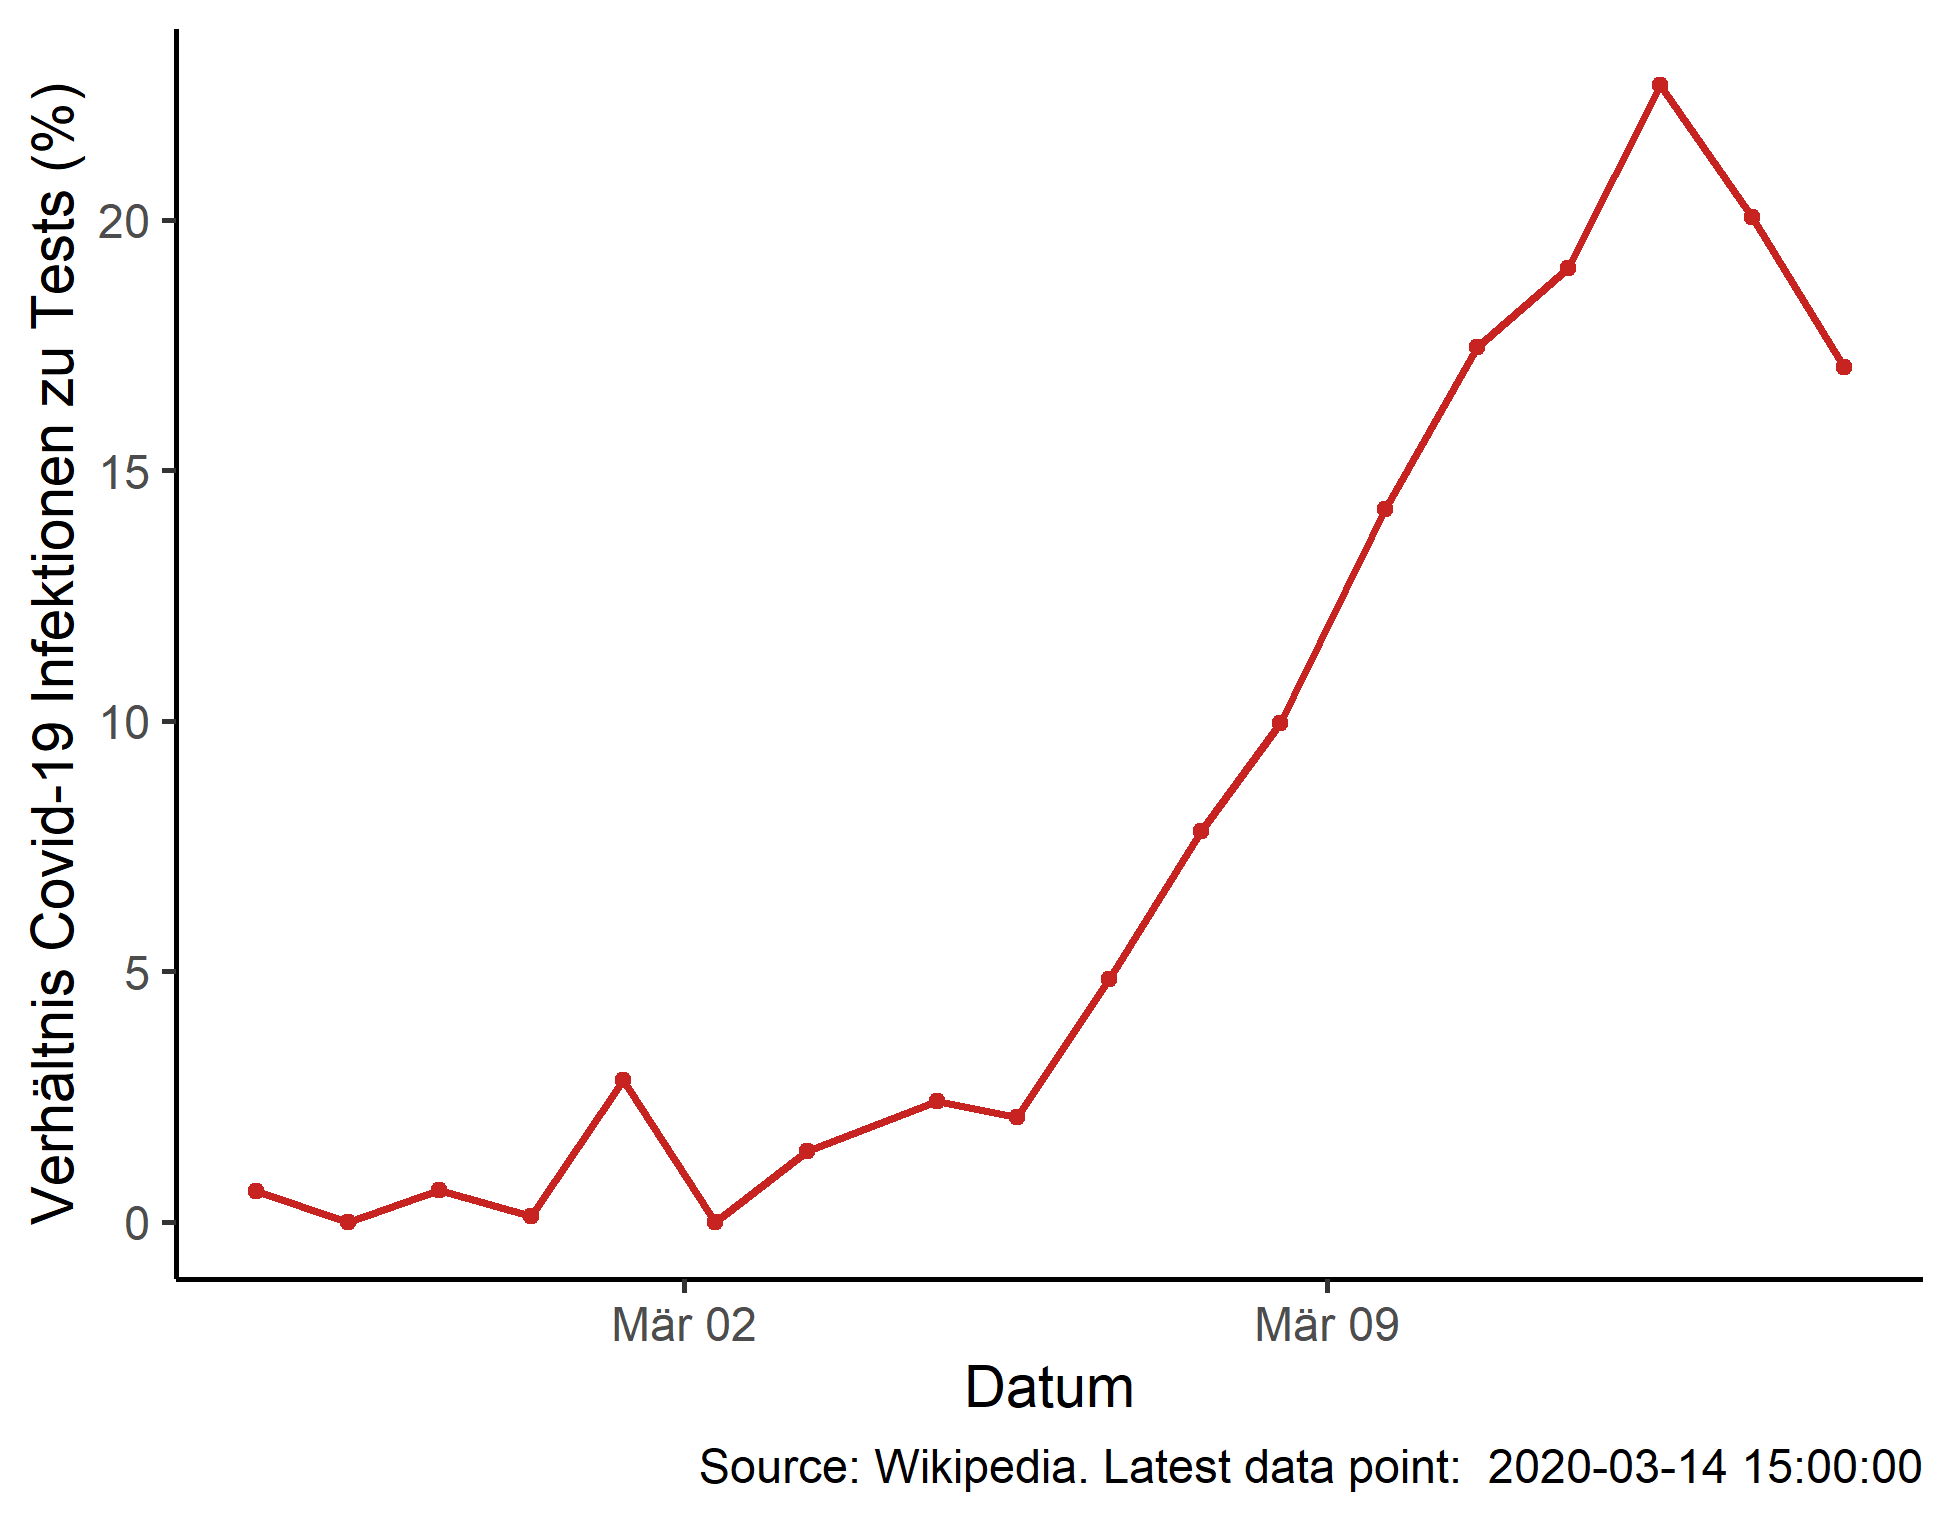 Verhältnis Covid-19 Infektionen zu Tests (%)
20
15
10
5
0
Mär 02
Mär 09
Datum
Source: Wikipedia. Latest data point:  2020-03-14 15:00:00